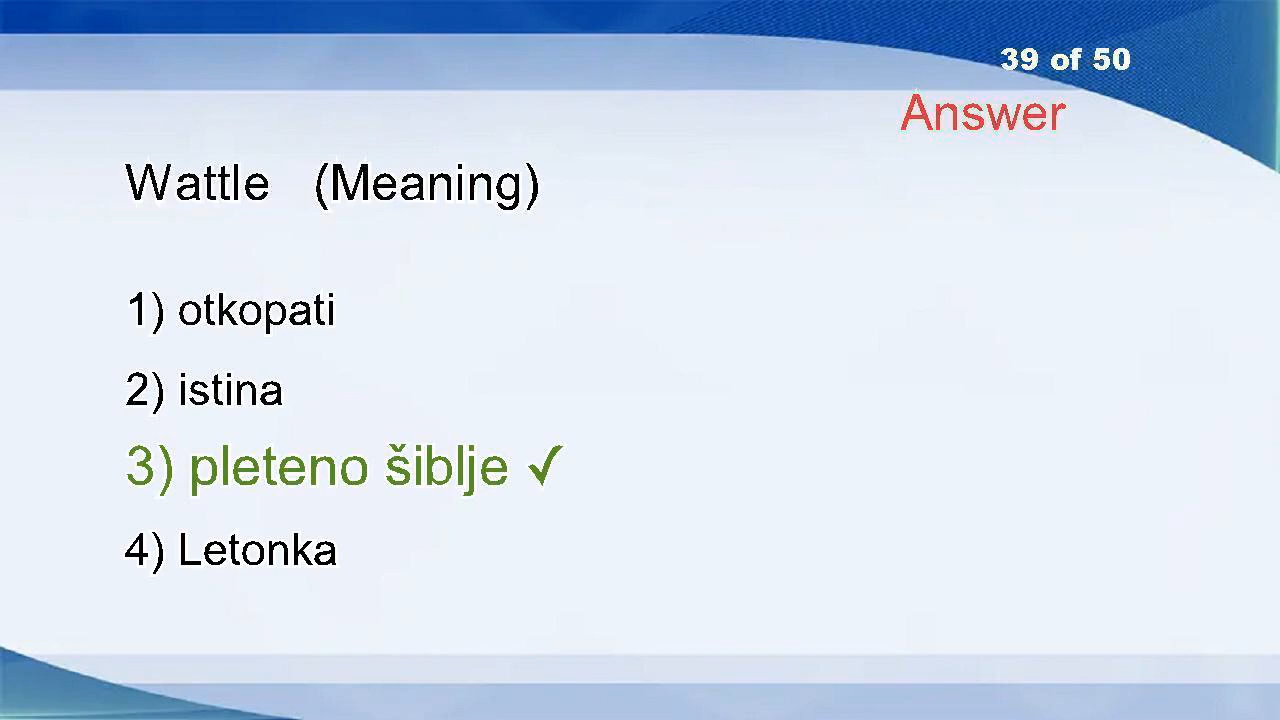 39 of 50
Answer
Wattle (Meaning)
1) otkopati
2) istina
3) pleteno šiblje ✓
4) Letonka